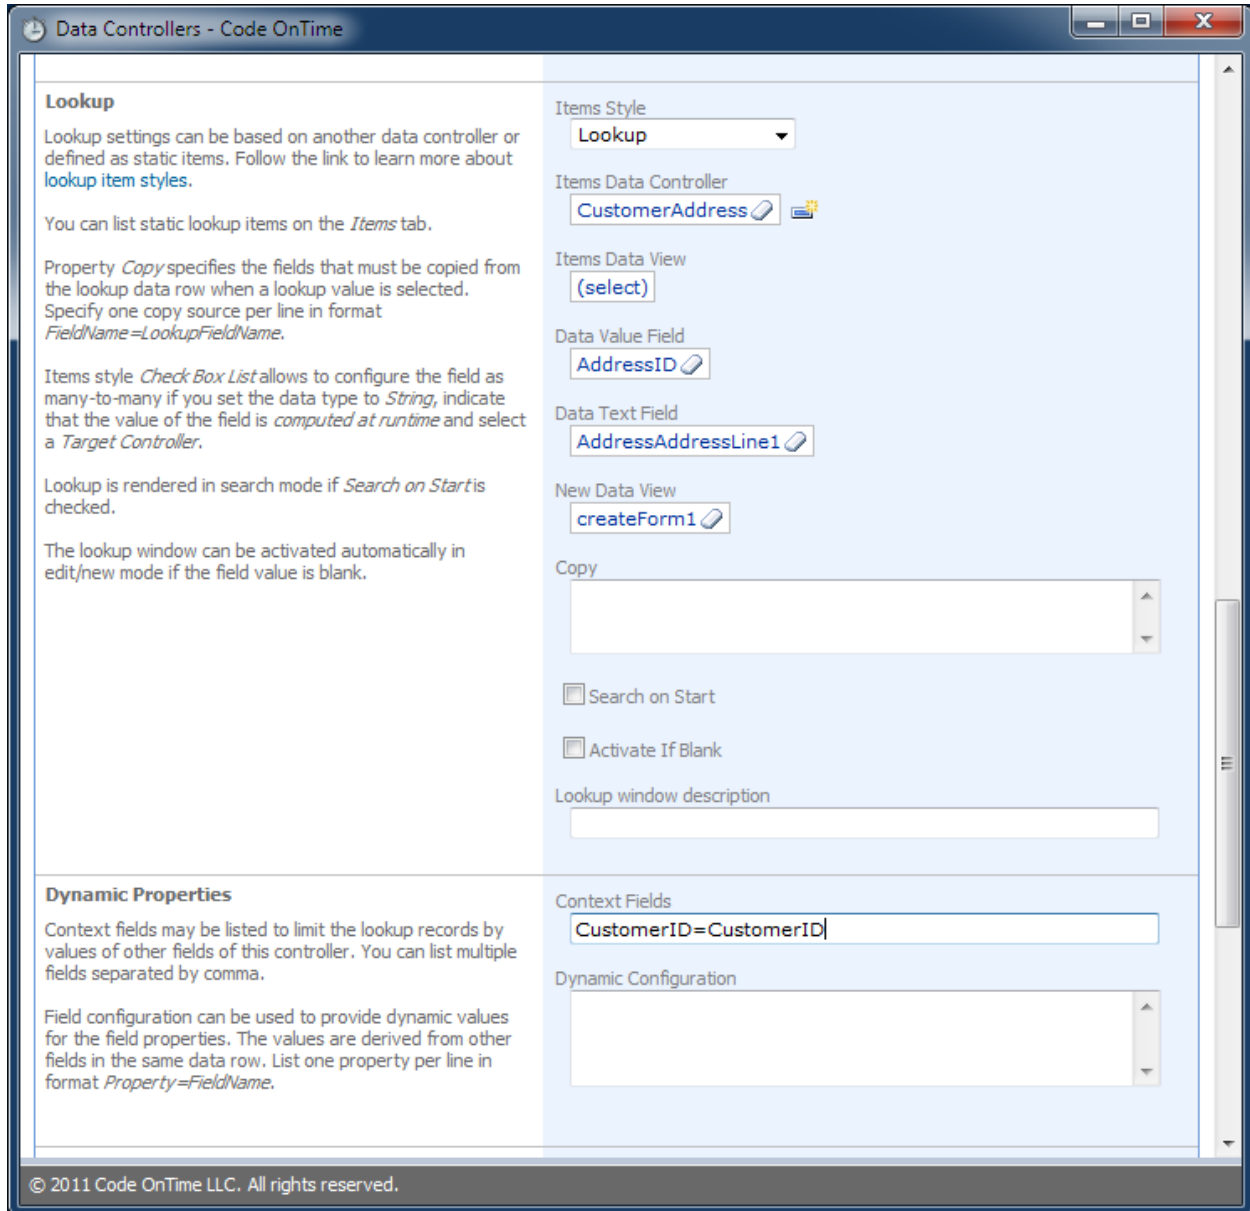 Data Controllers - Code OnTime
Lookup
Lookup settings can be based on another data controller or
defined as static items. Follow the link to learn more about
lookup item styles.
You can list static lookup items on the Items tab.
Property Copy specifies the fields that must be copied from
the lookup data row when a lookup value is selected.
Specify one copy source per line in format
FieldName=LookupFieldName.
Items style Check Box List allows to configure the field as
many-to-many if you set the data type to String, indicate
that the value of the field is computed at runtime and select
a Target Controller.
Lookup is rendered in search mode if Search on Start is
checked.
The lookup window can be activated automatically in
edit/new mode if the field value is blank.
Items Style
Lookup
Items Data Controller
CustomerAddress
Items Data View
(select)
Data Value Field
AddressID
Data Text Field
AddressAddressLine1
New Data View
createForm1
Copy
Search on Start
Activate If Blank
Lookup window description
Dynamic Properties
Context fields may be listed to limit the lookup records by
values of other fields of this controller. You can list multiple
fields separated by comma.
Field configuration can be used to provide dynamic values
for the field properties. The values are derived from other
fields in the same data row. List one property per line in
format Property=FieldName.
Context Fields
CustomerID=CustomerID
Dynamic Configuration
© 2011 Code OnTime LLC. All rights reserved.